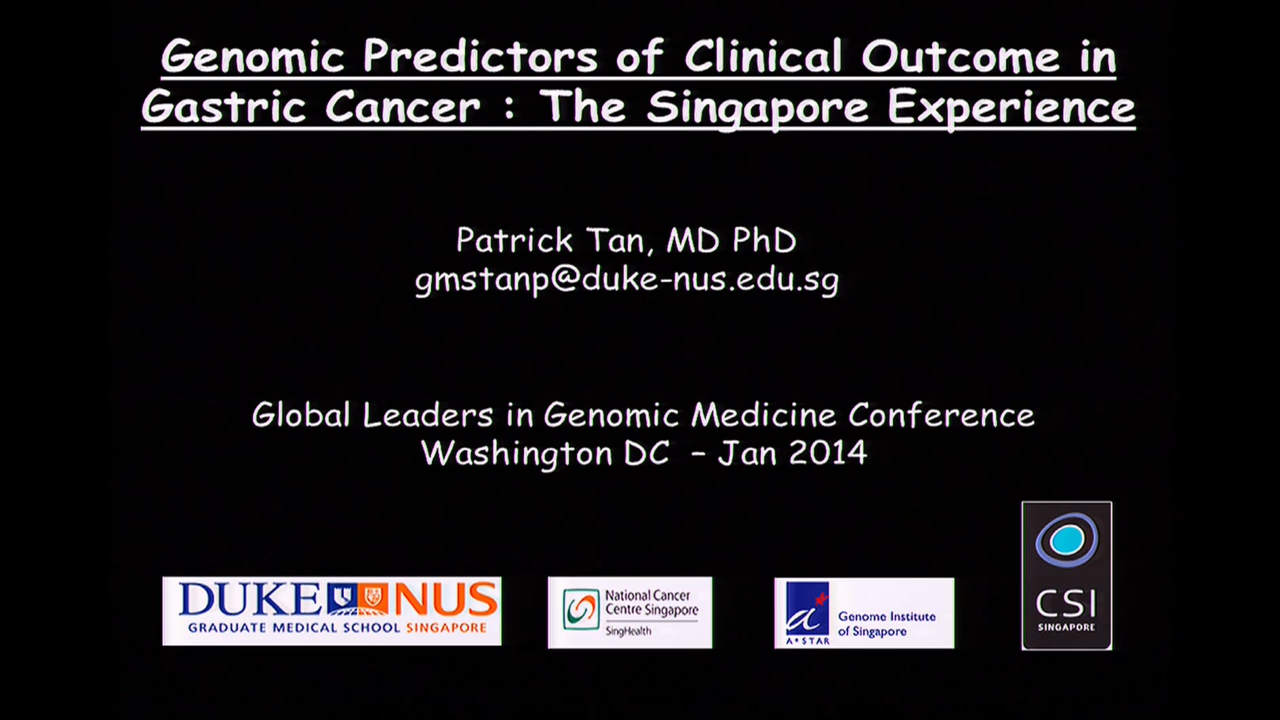 Genomic Predictors of Clinical Outcome in
Gastric Cancer : The Singapore Experience
Patrick Tan, MD PhD
gmstanp@duke-nus.edu.sg
Global Leaders in Genomic Medicine Conference
Washington DC – Jan 2014
DUKE NUS
GRADUATE MEDICAL SCHOOL SINGAPORE
National Cancer
Centre Singapore
SingHealth
a
A*STAR
Genome Institute
of Singapore
CSI
SINGAPORE